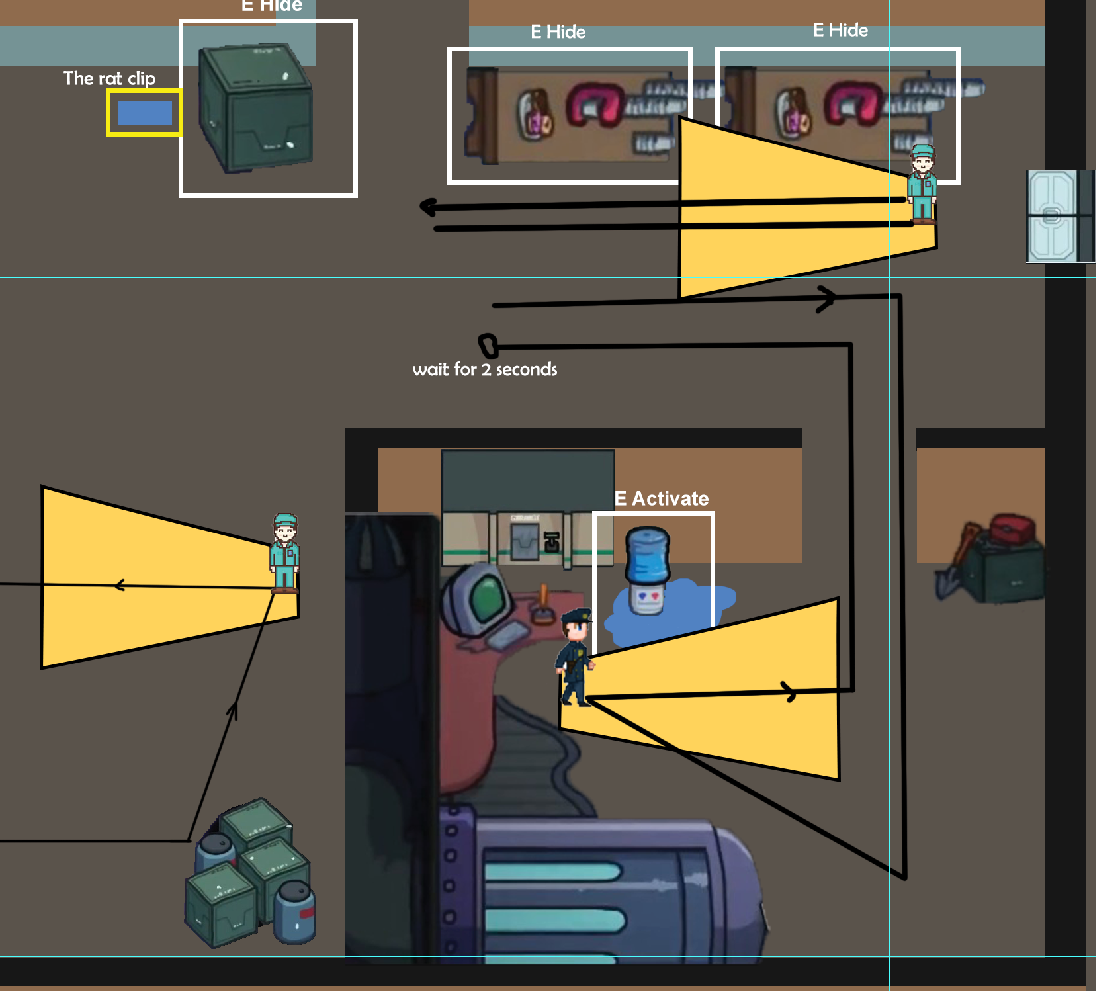 E Hide
E Hide
E Hide
The rat clip
wait for 2 seconds
E Activate